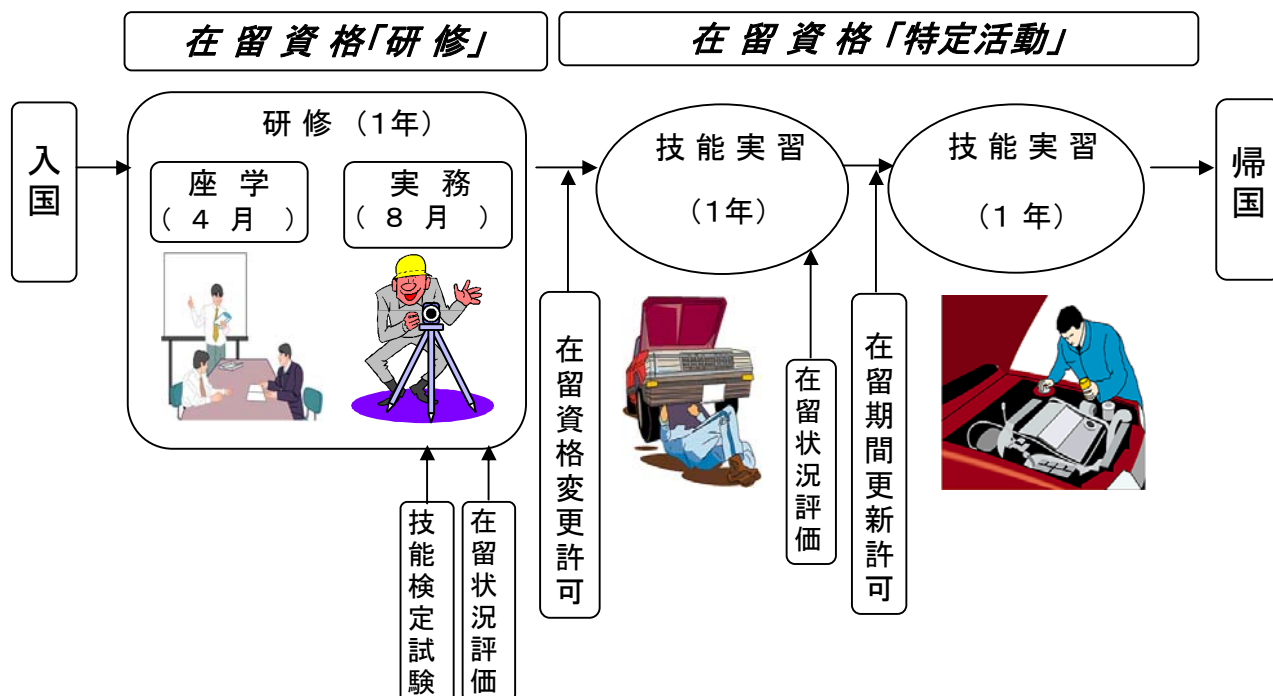 在留資格「研修」
在留資格「特定活動」
入国
研修（1年）
座学
（4月）
実務
（8月）
技能実習
（1年）
技能実習
（1年）
帰国
技能検定試験
在留状況評価
在留資格変更許可
在留状況評価
在留期間更新許可